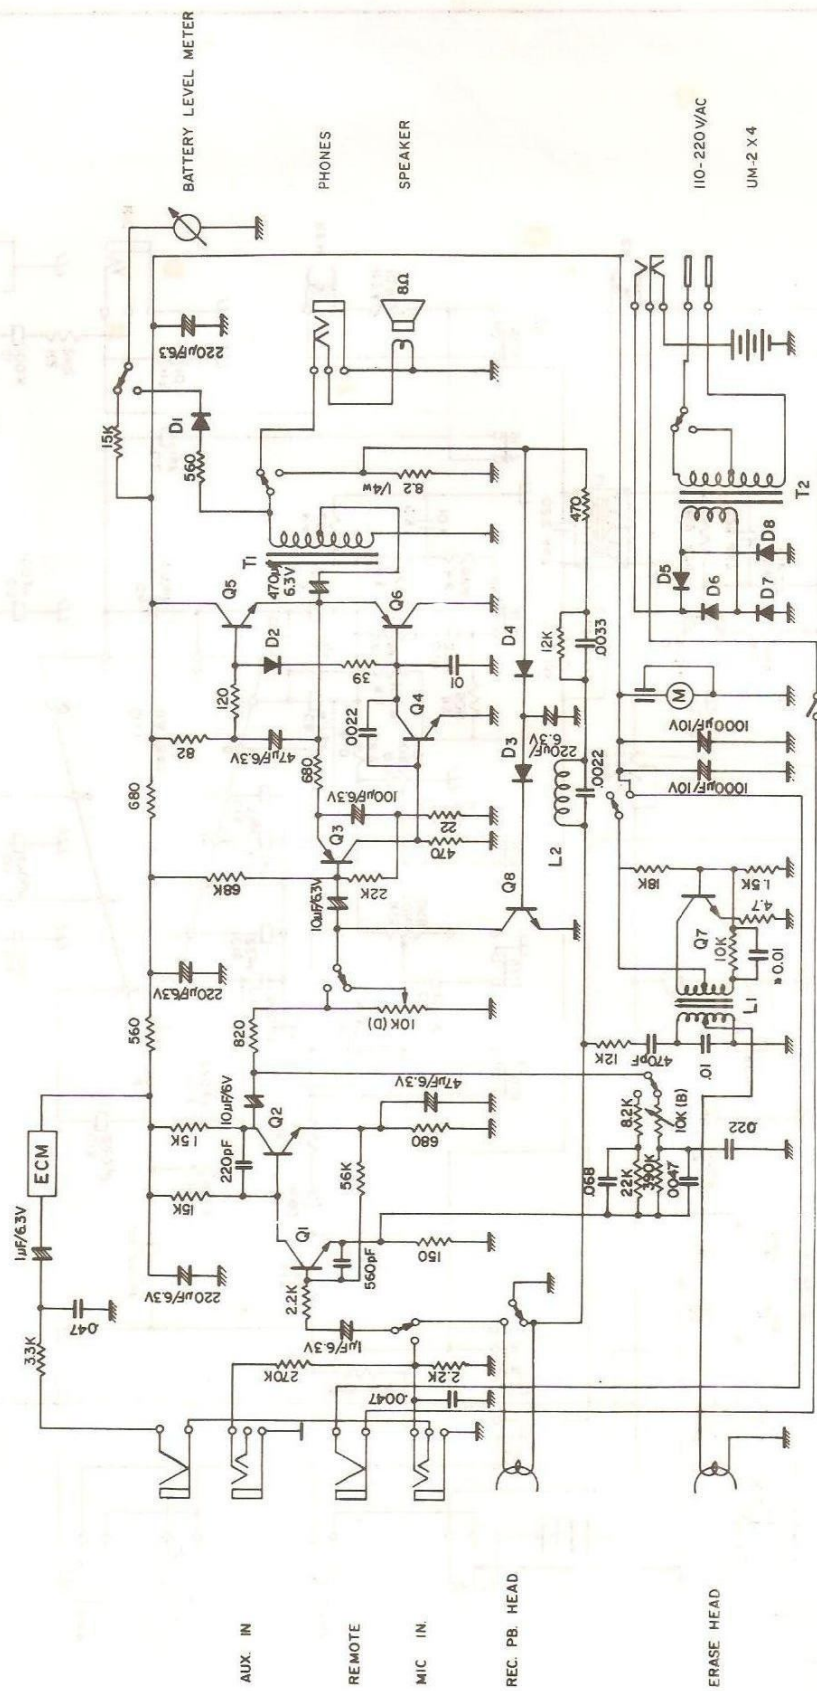 BATTERY LEVEL METER
PHONES
SPEAKER
110-220 V/AC
UM-2 X 4
AUX. IN
REMOTE
MIC IN.
REC. PB. HEAD
ERASE HEAD
ECM
1µF/6.3V
3.3K
.047
220µF/6.3V
560
220µF/6.3V
680
15K
220µF/6.3
D1
560
15K
1.5K
220pF
10µF/6V
820
Q2
Q1
2.2K
1µF/6.3V
560pF
56K
150
680
47µF/6.3V
270K
2.2K
.0047
10K(D)
10µF/6.3V
68K
22K
Q3
100µF/6.3V
680
470
22
82
120
47µF/6.3V
D2
39
Q5
Q6
Q4
.0022
.01
470µ
6.3V
T1
8.2 1/4w
8Ω
470
D4
D3
220µF/
6.3V
12K
.0033
L2
.0022
Q8
12K
470pF
.01
L1
8.2K
10K(B)
.068
22K
390K
.0047
.022
18K
Q7
10K
1.5K
4.7
0.01
1000µF/10V
1000µF/10V
M
D5
D6
D7
D8
T2